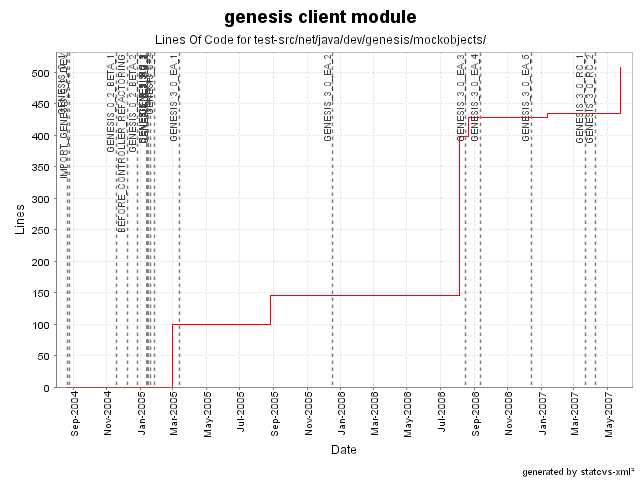 genesis client module
Lines Of Code for test-src/net/java/dev/genesis/mockobjects/
Lines
500
450
400
350
300
250
200
150
100
50
0
GENESIS_0_2_BETA_1
BEFORE_CONTROLLER_REFACTORING
GENESIS_0_2_BETA_2
GENESIS_3_0_EA_1
GENESIS_3_0_EA_2
GENESIS_3_0_EA_3
GENESIS_3_0_EA_4
GENESIS_3_0_EA_5
GENESIS_3_0_RC_1
GENESIS_3_0_RC_2
Sep-2004
Nov-2004
Jan-2005
Mar-2005
May-2005
Jul-2005
Sep-2005
Nov-2005
Jan-2006
Mar-2006
May-2006
Jul-2006
Sep-2006
Nov-2006
Jan-2007
Mar-2007
May-2007
Date
generated by statcvs-xml²